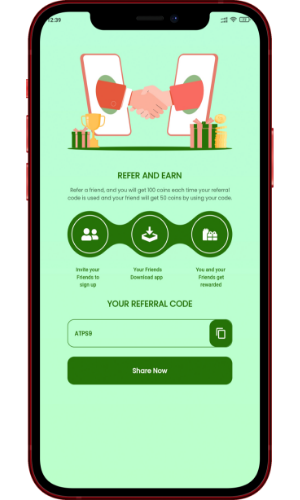 12:39
REFER AND EARN
Refer a friend, and you will get 100 coins each time your referral
code is used and your friend will get 50 coins by using your code.
Invite your
Friends to
sign up
Your Friends
Download app
You and your
Friends get
rewarded
YOUR REFERRAL CODE
ATPS9
Share Now